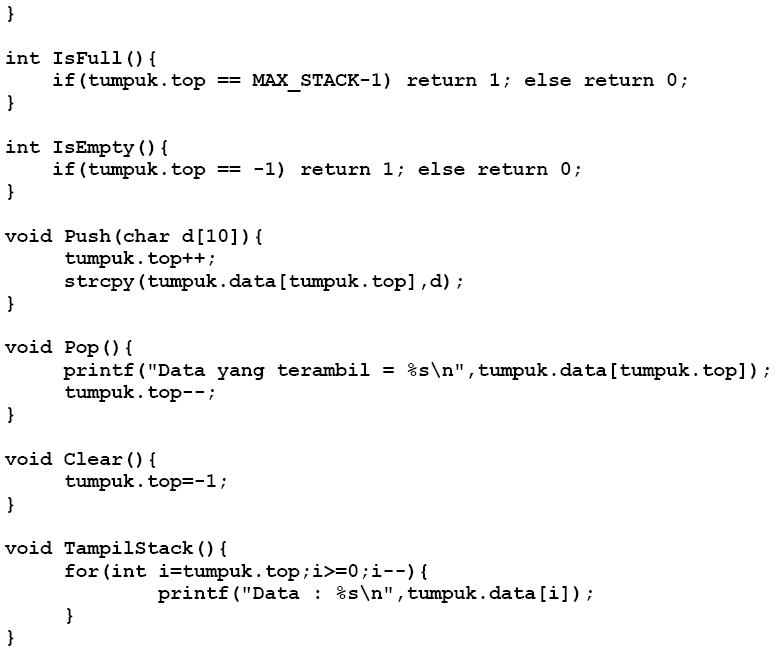 }
int IsFull(){
if(tumpuk.top == MAX_STACK-1) return 1; else return 0;
}
int IsEmpty(){
if(tumpuk.top == -1) return 1; else return 0;
}
void Push(char d[10]){
tumpuk.top++;
strcpy(tumpuk.data[tumpuk.top],d);
}
void Pop(){
printf("Data yang terambil = %s\n",tumpuk.data[tumpuk.top]);
tumpuk.top--;
}
void Clear(){
tumpuk.top=-1;
}
void TampilStack(){
for(int i=tumpuk.top;i>=0;i--){
printf("Data : %s\n",tumpuk.data[i]);
}
}